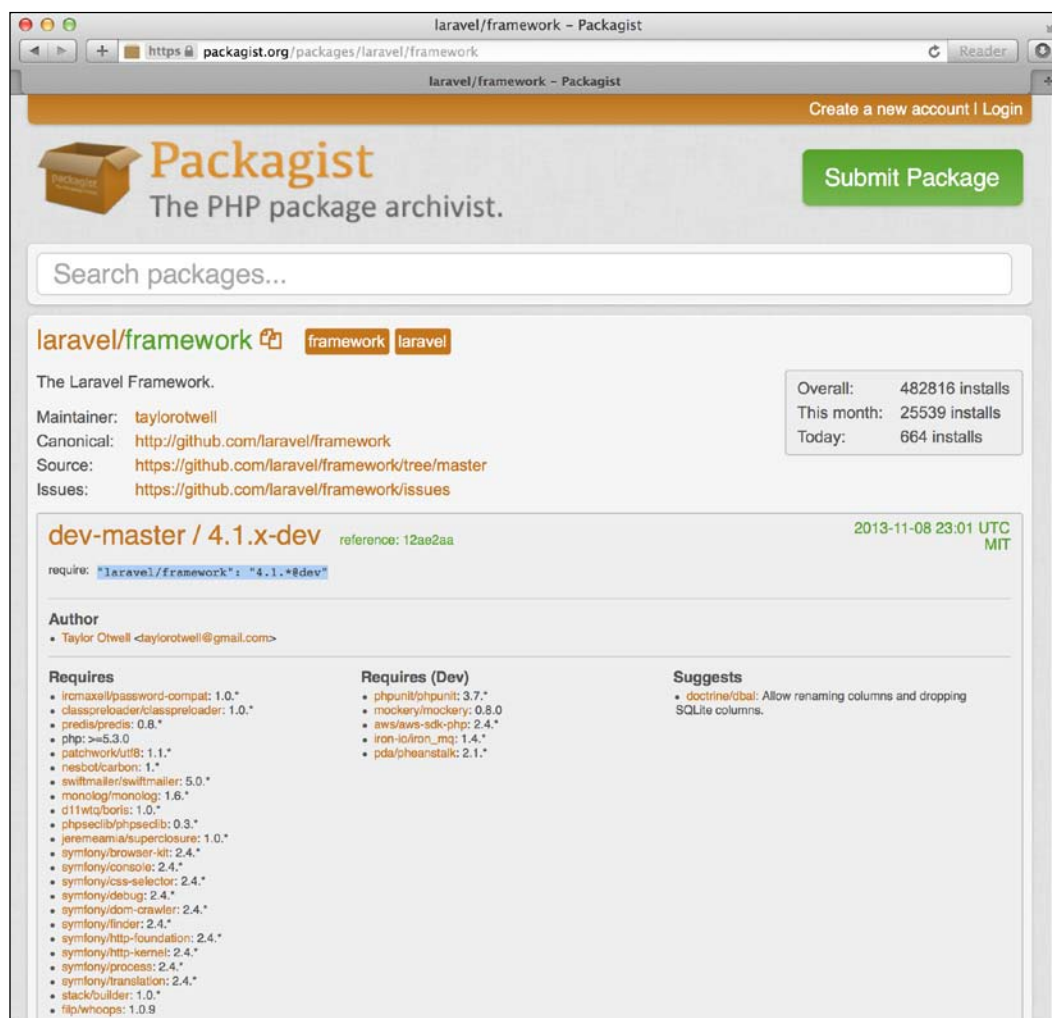 laravel/framework – Packagist
+ https packagist.org/packages/laravel/framework Reader
laravel/framework – Packagist
Create a new account | Login
packagist
Packagist
The PHP package archivist.
Submit Package
Search packages...
laravel/framework framework laravel
The Laravel Framework.
Maintainer: taylorotwell
Canonical: http://github.com/laravel/framework
Source: https://github.com/laravel/framework/tree/master
Issues: https://github.com/laravel/framework/issues
Overall: 482816 installs
This month: 25539 installs
Today: 664 installs
dev-master / 4.1.x-dev reference: 12ae2aa
2013-11-08 23:01 UTC
MIT
require: "laravel/framework": "4.1.*@dev"
Author
• Taylor Otwell <taylorotwell@gmail.com>
Requires
• ircmaxell/password-compat: 1.0.*
• classpreloader/classpreloader: 1.0.*
• predis/predis: 0.8.*
• php: >=5.3.0
• patchwork/utf8: 1.1.*
• nesbot/carbon: 1.*
• swiftmailer/swiftmailer: 5.0.*
• monolog/monolog: 1.6.*
• d11wtq/boris: 1.0.*
• phpseclib/phpseclib: 0.3.*
• jeremeamia/superclosure: 1.0.*
• symfony/browser-kit: 2.4.*
• symfony/console: 2.4.*
• symfony/css-selector: 2.4.*
• symfony/debug: 2.4.*
• symfony/dom-crawler: 2.4.*
• symfony/finder: 2.4.*
• symfony/http-foundation: 2.4.*
• symfony/http-kernel: 2.4.*
• symfony/process: 2.4.*
• symfony/translation: 2.4.*
• stack/builder: 1.0.*
• filp/whoops: 1.0.9
Requires (Dev)
• phpunit/phpunit: 3.7.*
• mockery/mockery: 0.8.0
• aws/aws-sdk-php: 2.4.*
• iron-io/iron_mq: 1.4.*
• pda/pheanstalk: 2.1.*
Suggests
• doctrine/dbal: Allow renaming columns and dropping
SQLite columns.